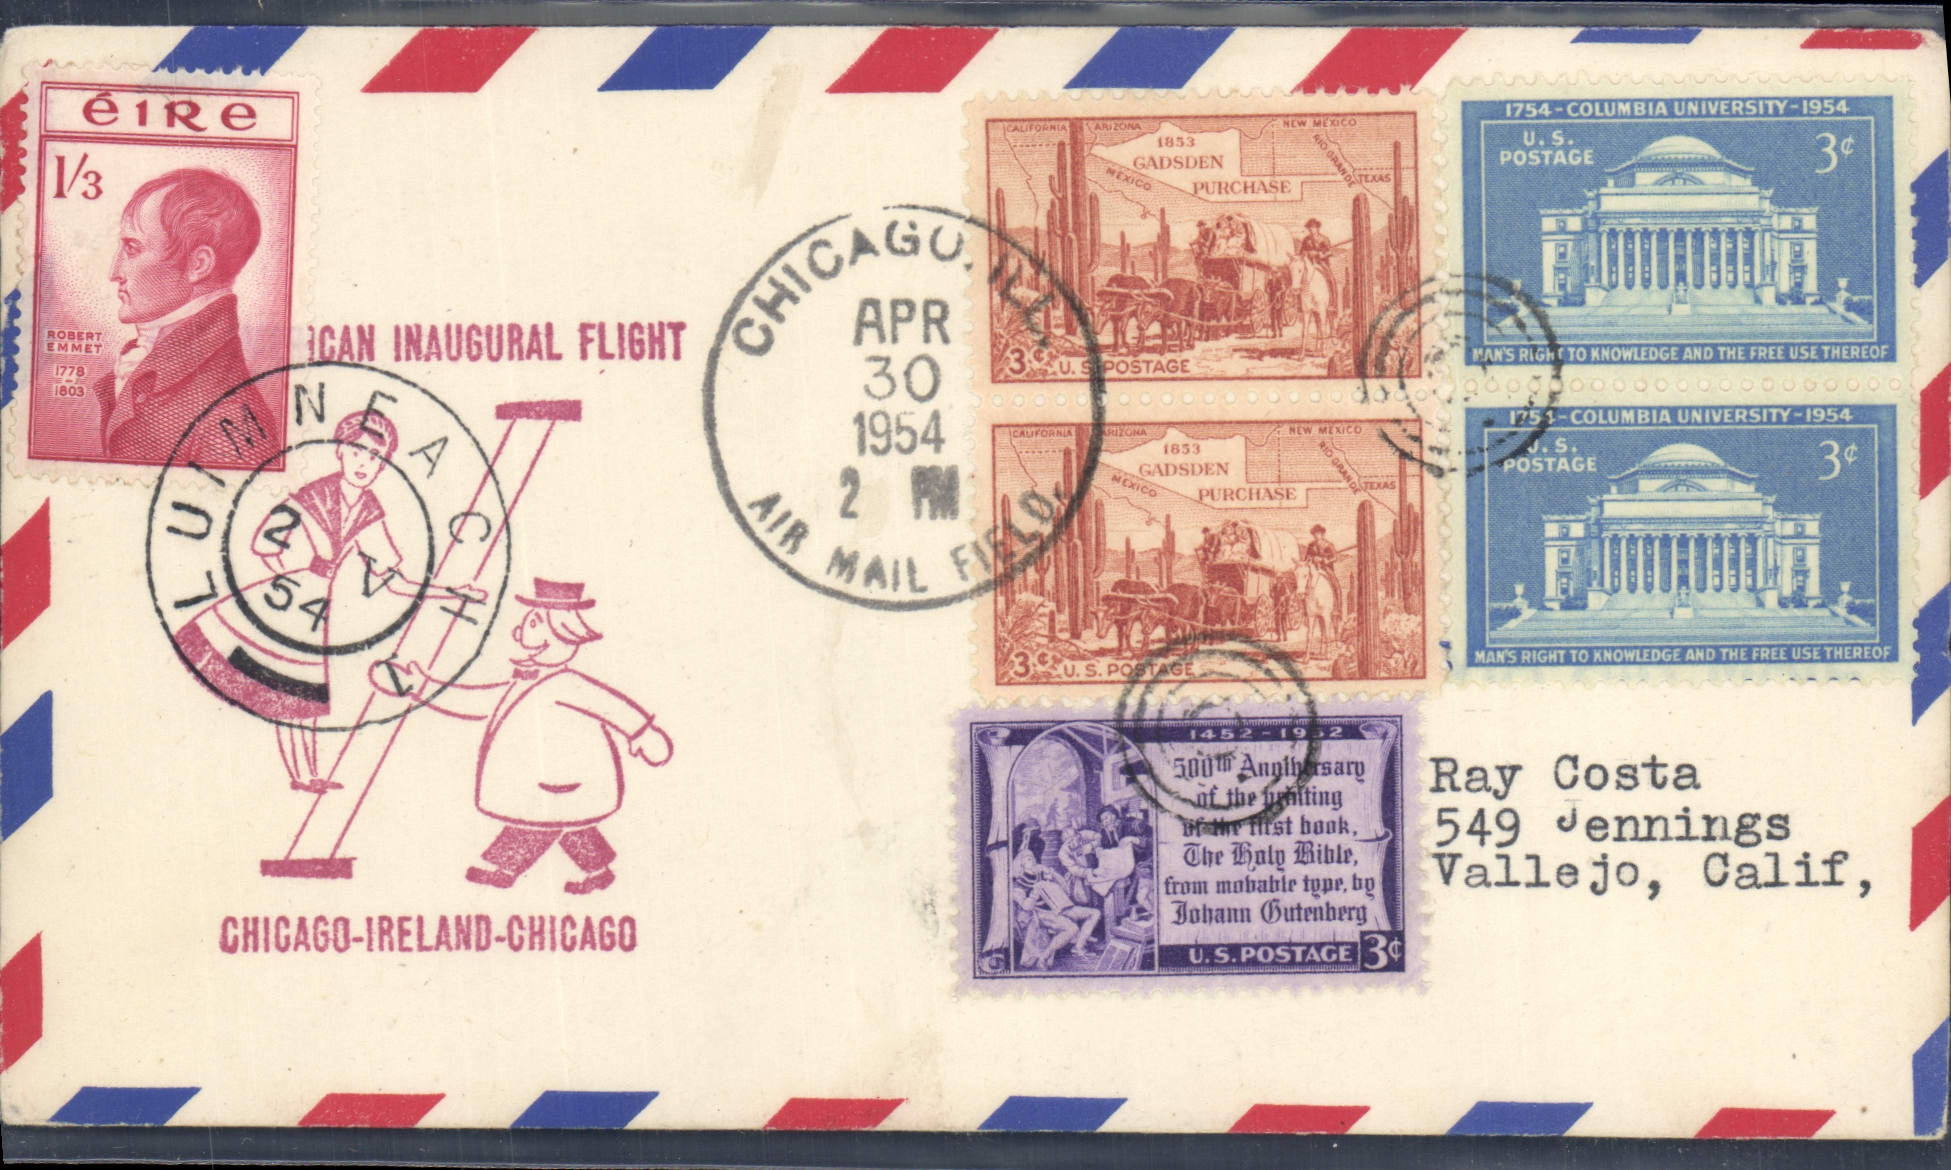 éire
1/3
ROBERT
EMMET
1778
1803
ICAN INAUGURAL FLIGHT
LUIMNEACH
2
V
54
CHICAGO-IRELAND-CHICAGO
CHICAGO, ILL.
APR
30
1954
2 PM
AIR MAIL FIELD,
CALIFORNIA ARIZONA NEW MEXICO
1853
GADSDEN
PURCHASE
MEXICO
RIO GRANDE
TEXAS
3¢ U.S. POSTAGE
1754-COLUMBIA UNIVERSITY-1954
U. S.
POSTAGE
3¢
MAN'S RIGHT TO KNOWLEDGE AND THE FREE USE THEREOF
CALIFORNIA ARIZONA NEW MEXICO
1853
GADSDEN
PURCHASE
MEXICO
RIO GRANDE
TEXAS
3¢ U.S. POSTAGE
1754-COLUMBIA UNIVERSITY-1954
U. S.
POSTAGE
3¢
MAN'S RIGHT TO KNOWLEDGE AND THE FREE USE THEREOF
1452-1952
500th Anniversary
of the printing
of the first book,
The Holy Bible,
from movable type, by
Johann Gutenberg
U.S. POSTAGE 3¢
Ray Costa
549 Jennings
Vallejo, Calif,